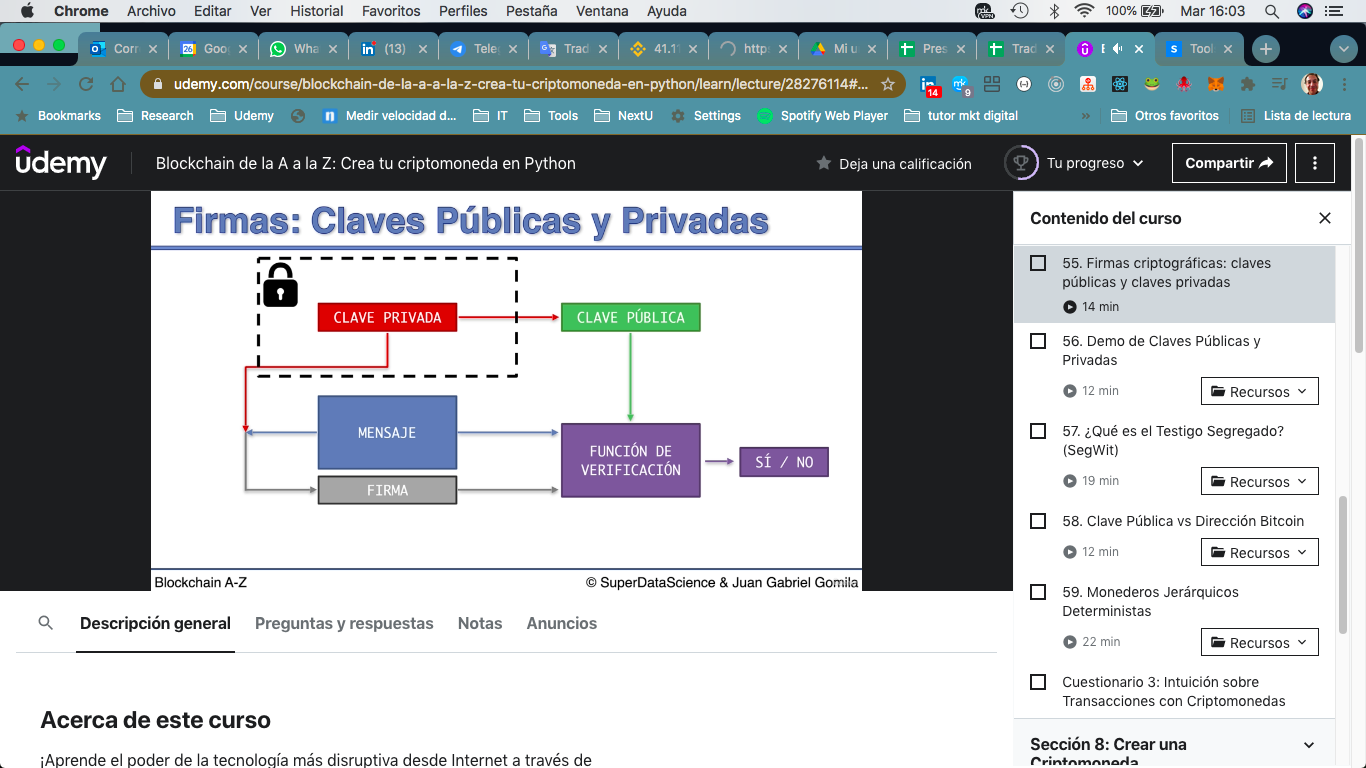 Chrome Archivo Editar Ver Historial Favoritos Perfiles Pestaña Ventana Ayuda 100% Mar 16:03
Corre Goo Wha (13) Tele Trad 41.1 https Mi u Pres Trad Tool
udemy.com/course/blockchain-de-la-a-a-la-z-crea-tu-criptomoneda-en-python/learn/lecture/28276114#... 14 9
Bookmarks Research Udemy Medir velocidad d... IT Tools NextU Settings Spotify Web Player tutor mkt digital » Otros favoritos Lista de lectura
ûdemy Blockchain de la A a la Z: Crea tu criptomoneda en Python Deja una calificación Tu progreso Compartir
Firmas: Claves Públicas y Privadas
CLAVE PRIVADA CLAVE PÚBLICA
MENSAJE
FUNCIÓN DE
VERIFICACIÓN
SÍ / NO
FIRMA
Blockchain A-Z © SuperDataScience & Juan Gabriel Gomila
Contenido del curso
55. Firmas criptográficas: claves
públicas y claves privadas
14 min
56. Demo de Claves Públicas y
Privadas
12 min Recursos
57. ¿Qué es el Testigo Segregado?
(SegWit)
19 min Recursos
58. Clave Pública vs Dirección Bitcoin
12 min Recursos
59. Monederos Jerárquicos
Deterministas
22 min Recursos
Cuestionario 3: Intuición sobre
Transacciones con Criptomonedas
Sección 8: Crear una
Criptomoneda
Descripción general Preguntas y respuestas Notas Anuncios
Acerca de este curso
¡Aprende el poder de la tecnología más disruptiva desde Internet a través de